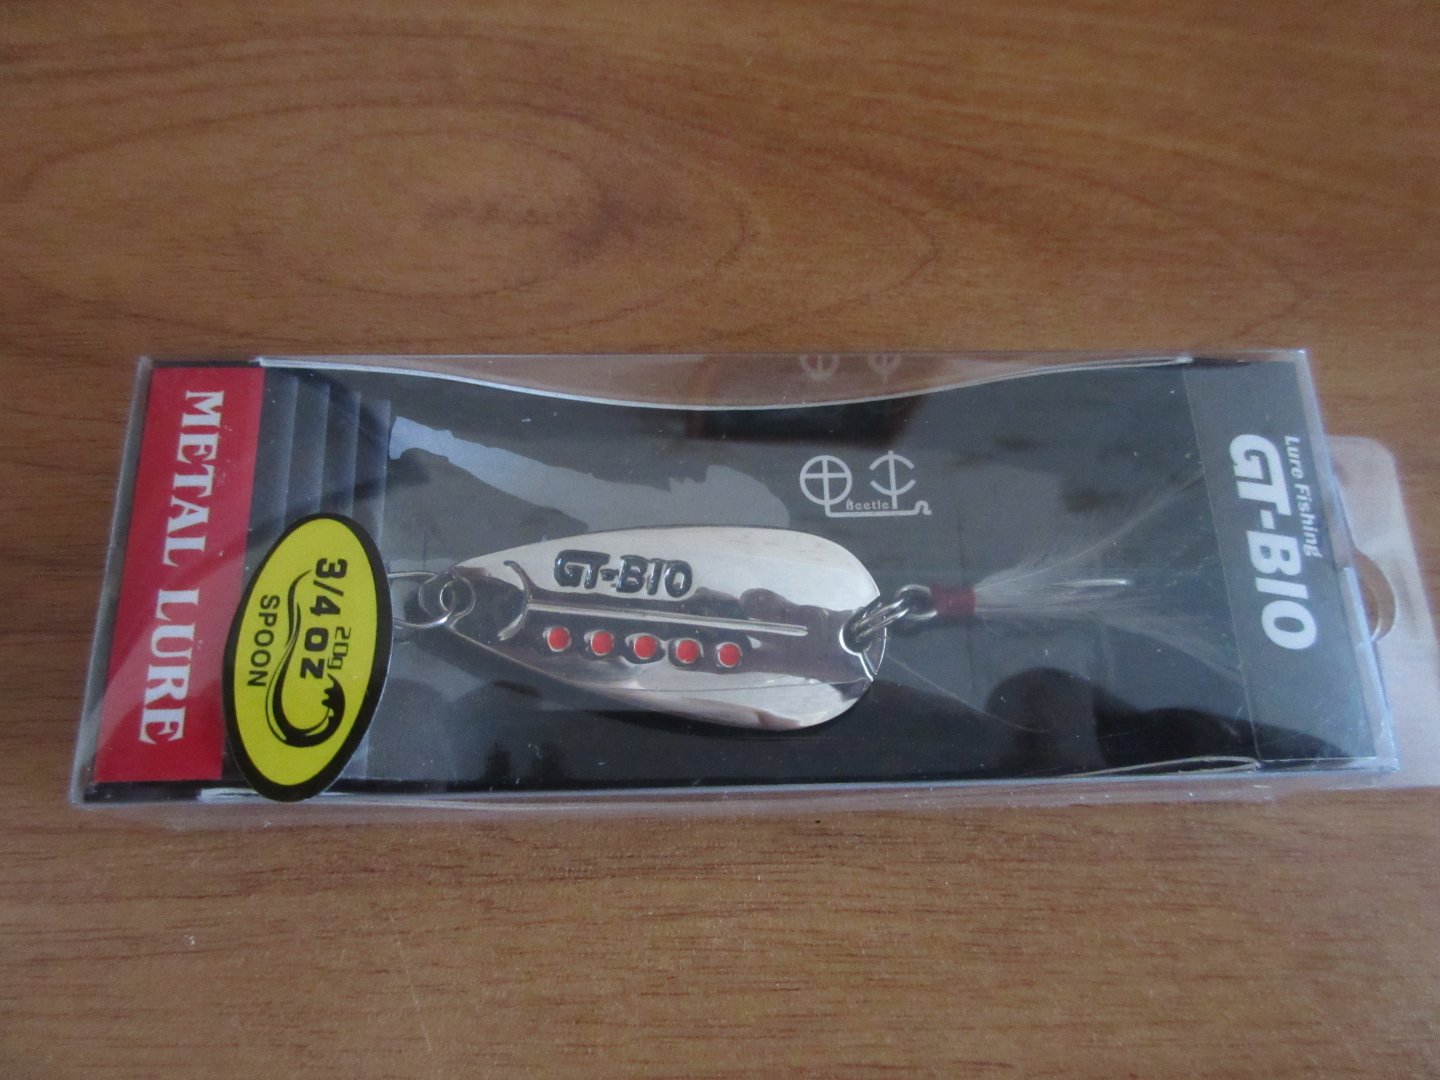 METAL LURE
3/4 oz
20g
SPOON
GT-BIO
Beetle
Lure Fishing
GT-BIO